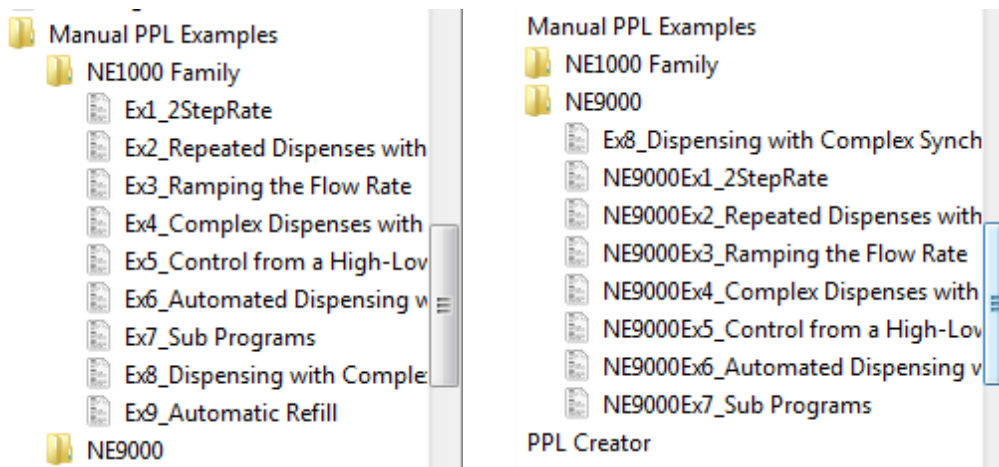 Manual PPL Examples
NE1000 Family
Ex1_2StepRate
Ex2_Repeated Dispenses with
Ex3_Ramping the Flow Rate
Ex4_Complex Dispenses with
Ex5_Control from a High-Lov
Ex6_Automated Dispensing w
Ex7_Sub Programs
Ex8_Dispensing with Comple
Ex9_Automatic Refill
NE9000
Manual PPL Examples
NE1000 Family
NE9000
Ex8_Dispensing with Complex Synch
NE9000Ex1_2StepRate
NE9000Ex2_Repeated Dispenses with
NE9000Ex3_Ramping the Flow Rate
NE9000Ex4_Complex Dispenses with
NE9000Ex5_Control from a High-Lov
NE9000Ex6_Automated Dispensing v
NE9000Ex7_Sub Programs
PPL Creator